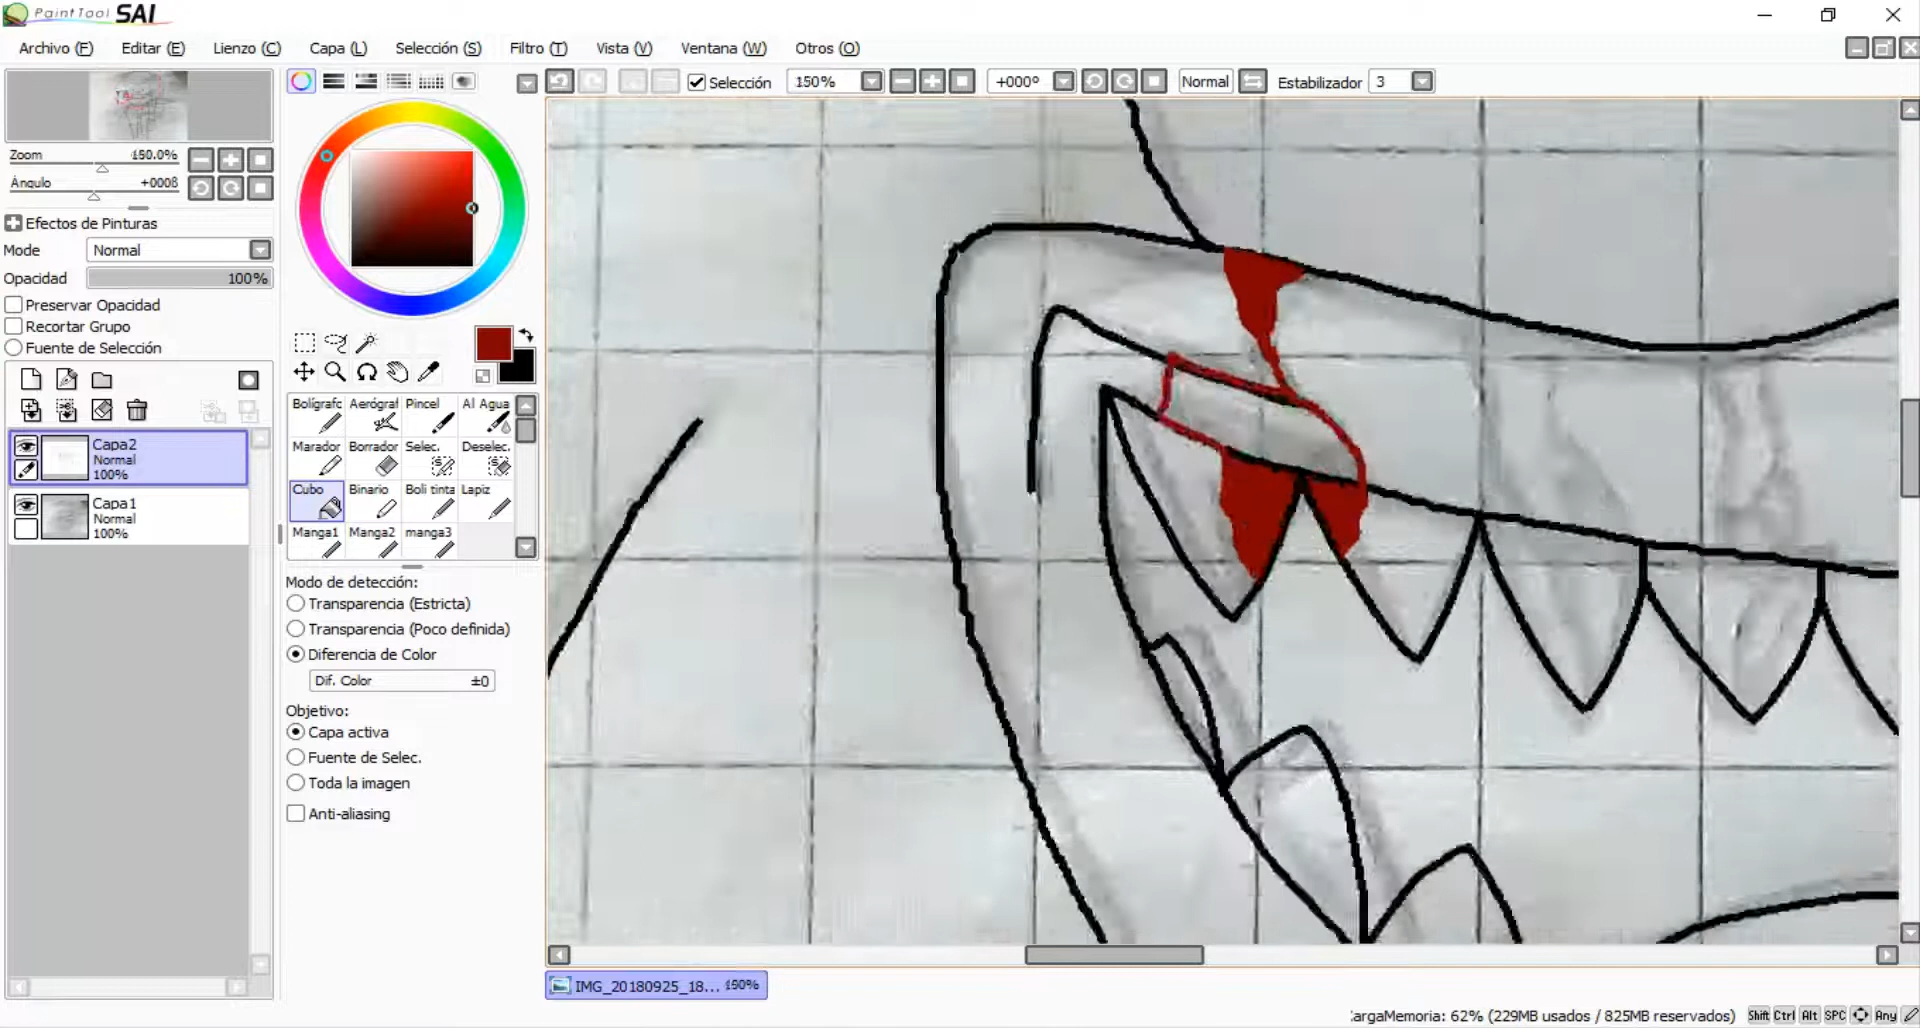 PaintTool SAI
Archivo (F) Editar (E) Lienzo (C) Capa (L) Selección (S) Filtro (T) Vista (V) Ventana (W) Otros (O)
Selección 150% +000º Normal Estabilizador 3
Zoom 150.0%
Ángulo +000º
Efectos de Pinturas
Mode Normal
Opacidad 100%
Preservar Opacidad
Recortar Grupo
Fuente de Selección
Capa2
Normal
100%
Capa1
Normal
100%
Bolígrafc Aerógraf Pincel Al Agua
Marador Borrador Selec. Deselec.
Cubo Binario Boli tinta Lapiz
Manga1 Manga2 manga3
Modo de detección:
Transparencia (Estricta)
Transparencia (Poco definida)
Diferencia de Color
Dif. Color ±0
Objetivo:
Capa activa
Fuente de Selec.
Toda la imagen
Anti-aliasing
IMG_20180925_18... 150%
:argaMemoria: 62% (229MB usados / 825MB reservados) Shift Ctrl Alt SPC Any